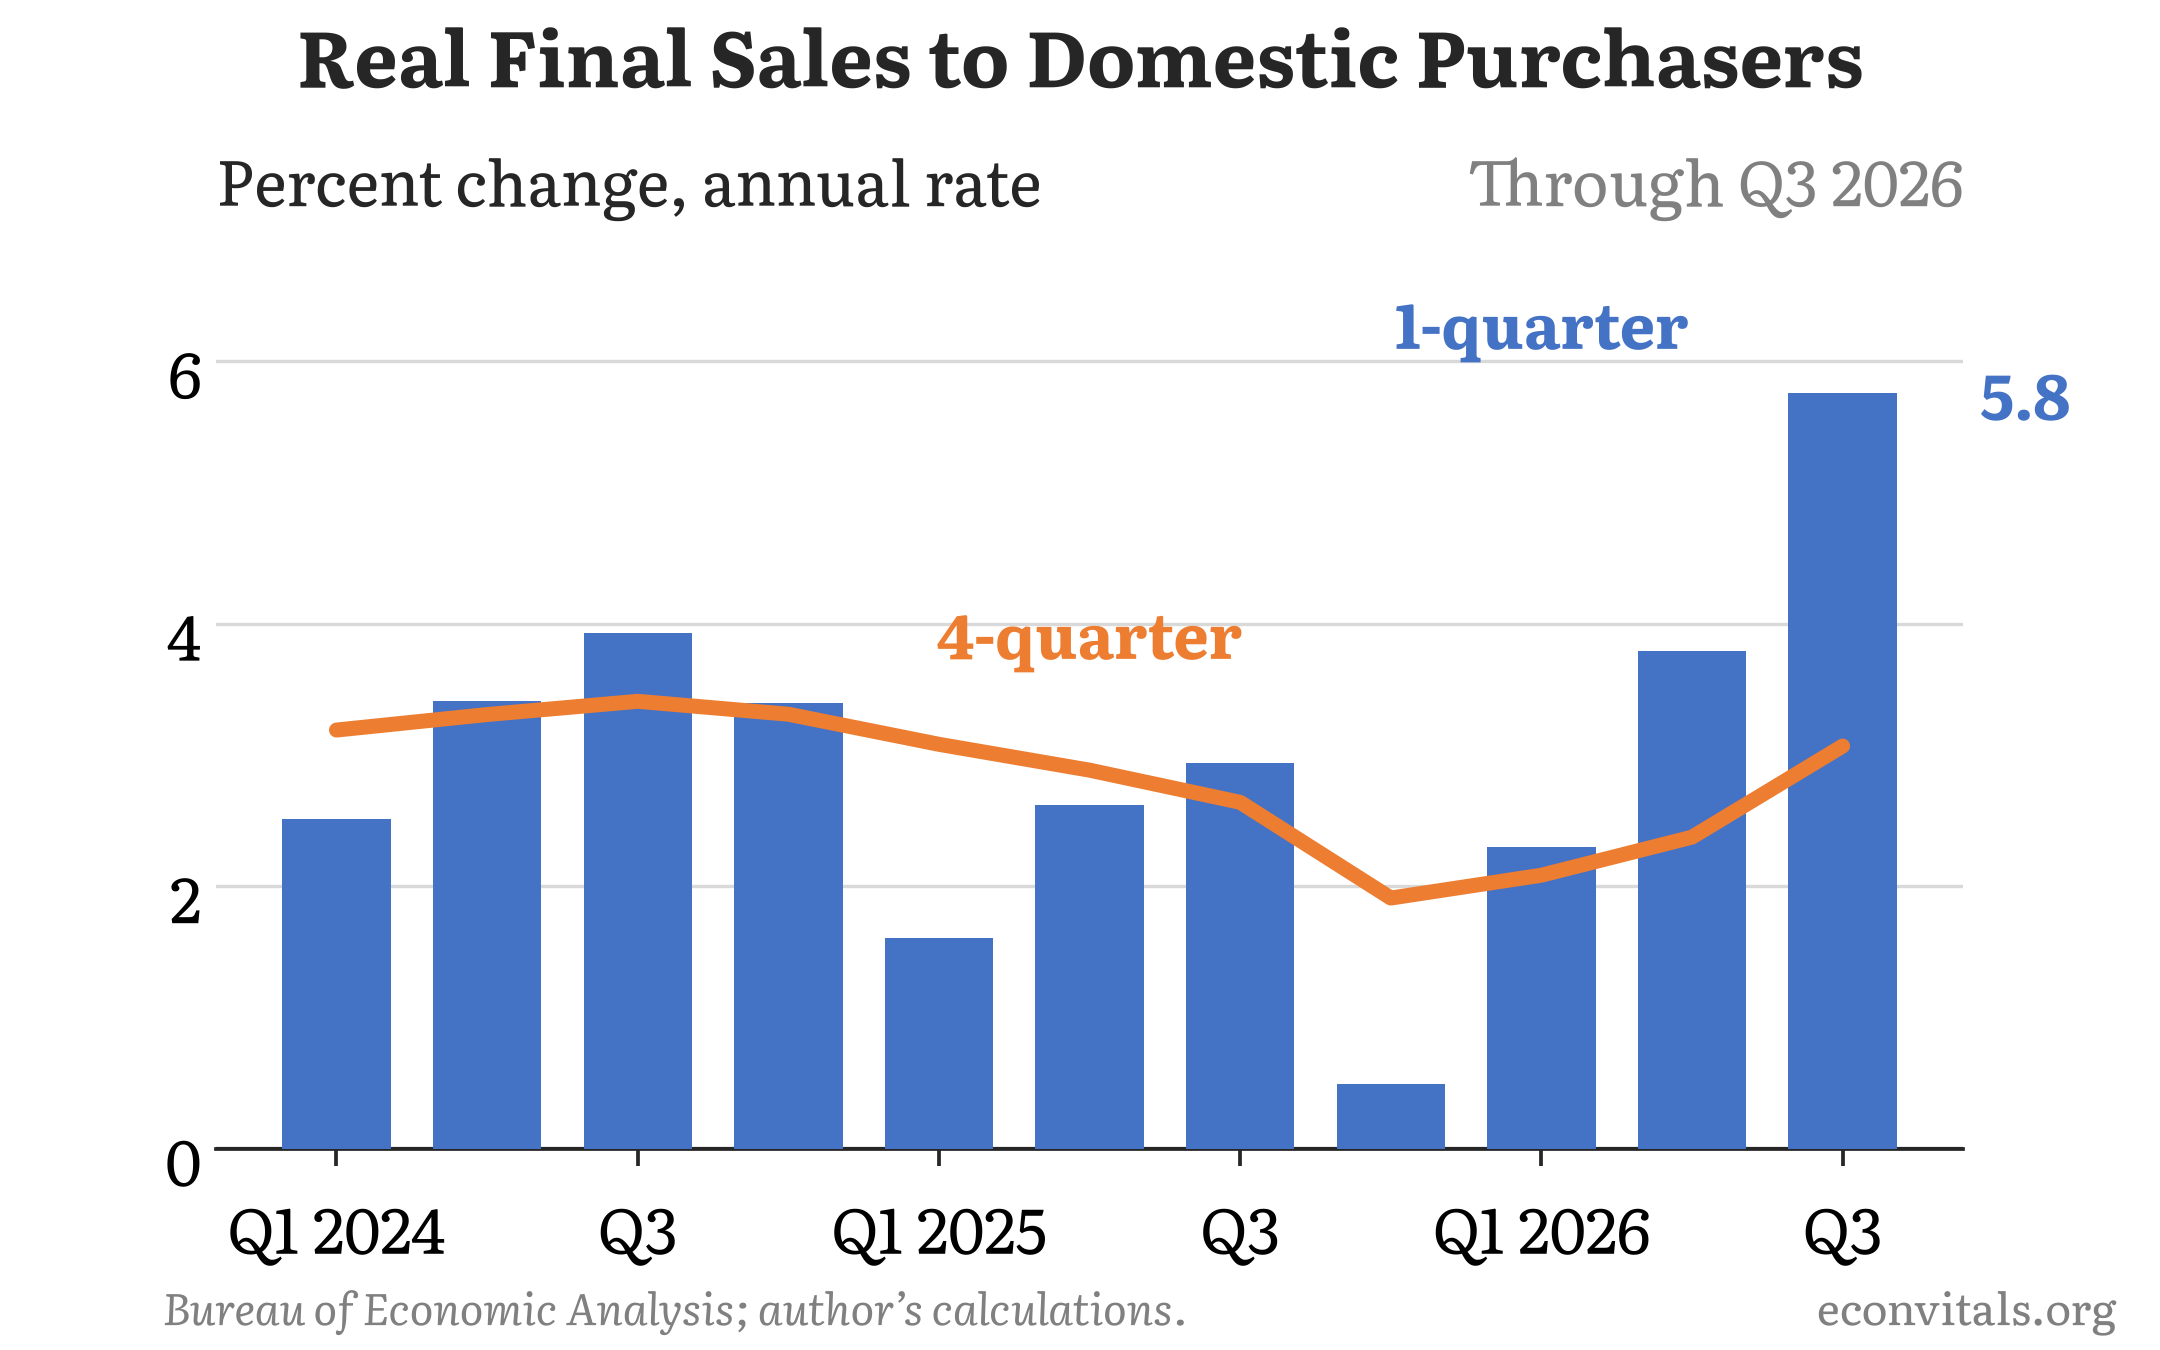 Real Final Sales to Domestic Purchasers
Percent change, annual rate
Through Q3 2026
1-quarter
6
5.8
4
4-quarter
2
0
Q1 2024 Q3 Q1 2025 Q3 Q1 2026 Q3
Bureau of Economic Analysis; author’s calculations.
econvitals.org